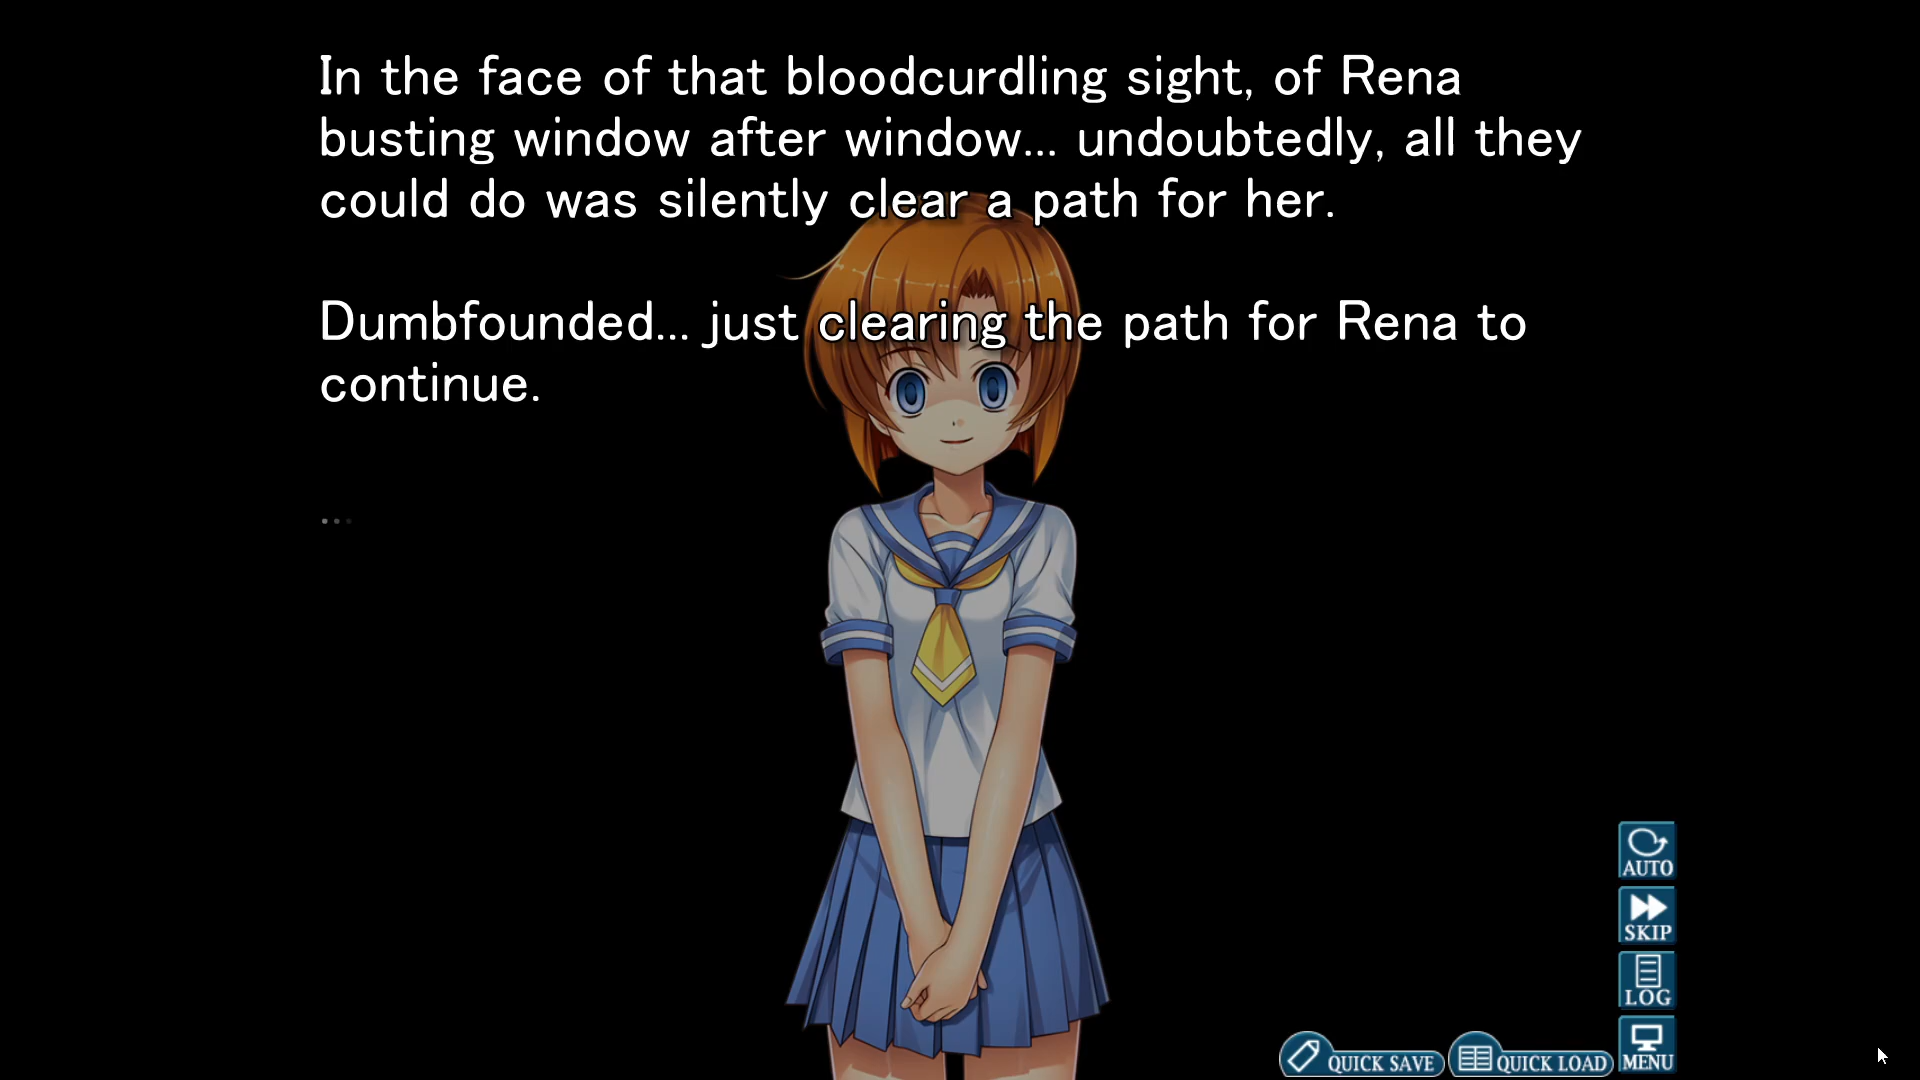 In the face of that bloodcurdling sight, of Rena
busting window after window... undoubtedly, all they
could do was silently clear a path for her.
Dumbfounded... just clearing the path for Rena to
continue.
...
AUTO
SKIP
LOG
MENU
QUICK SAVE
QUICK LOAD